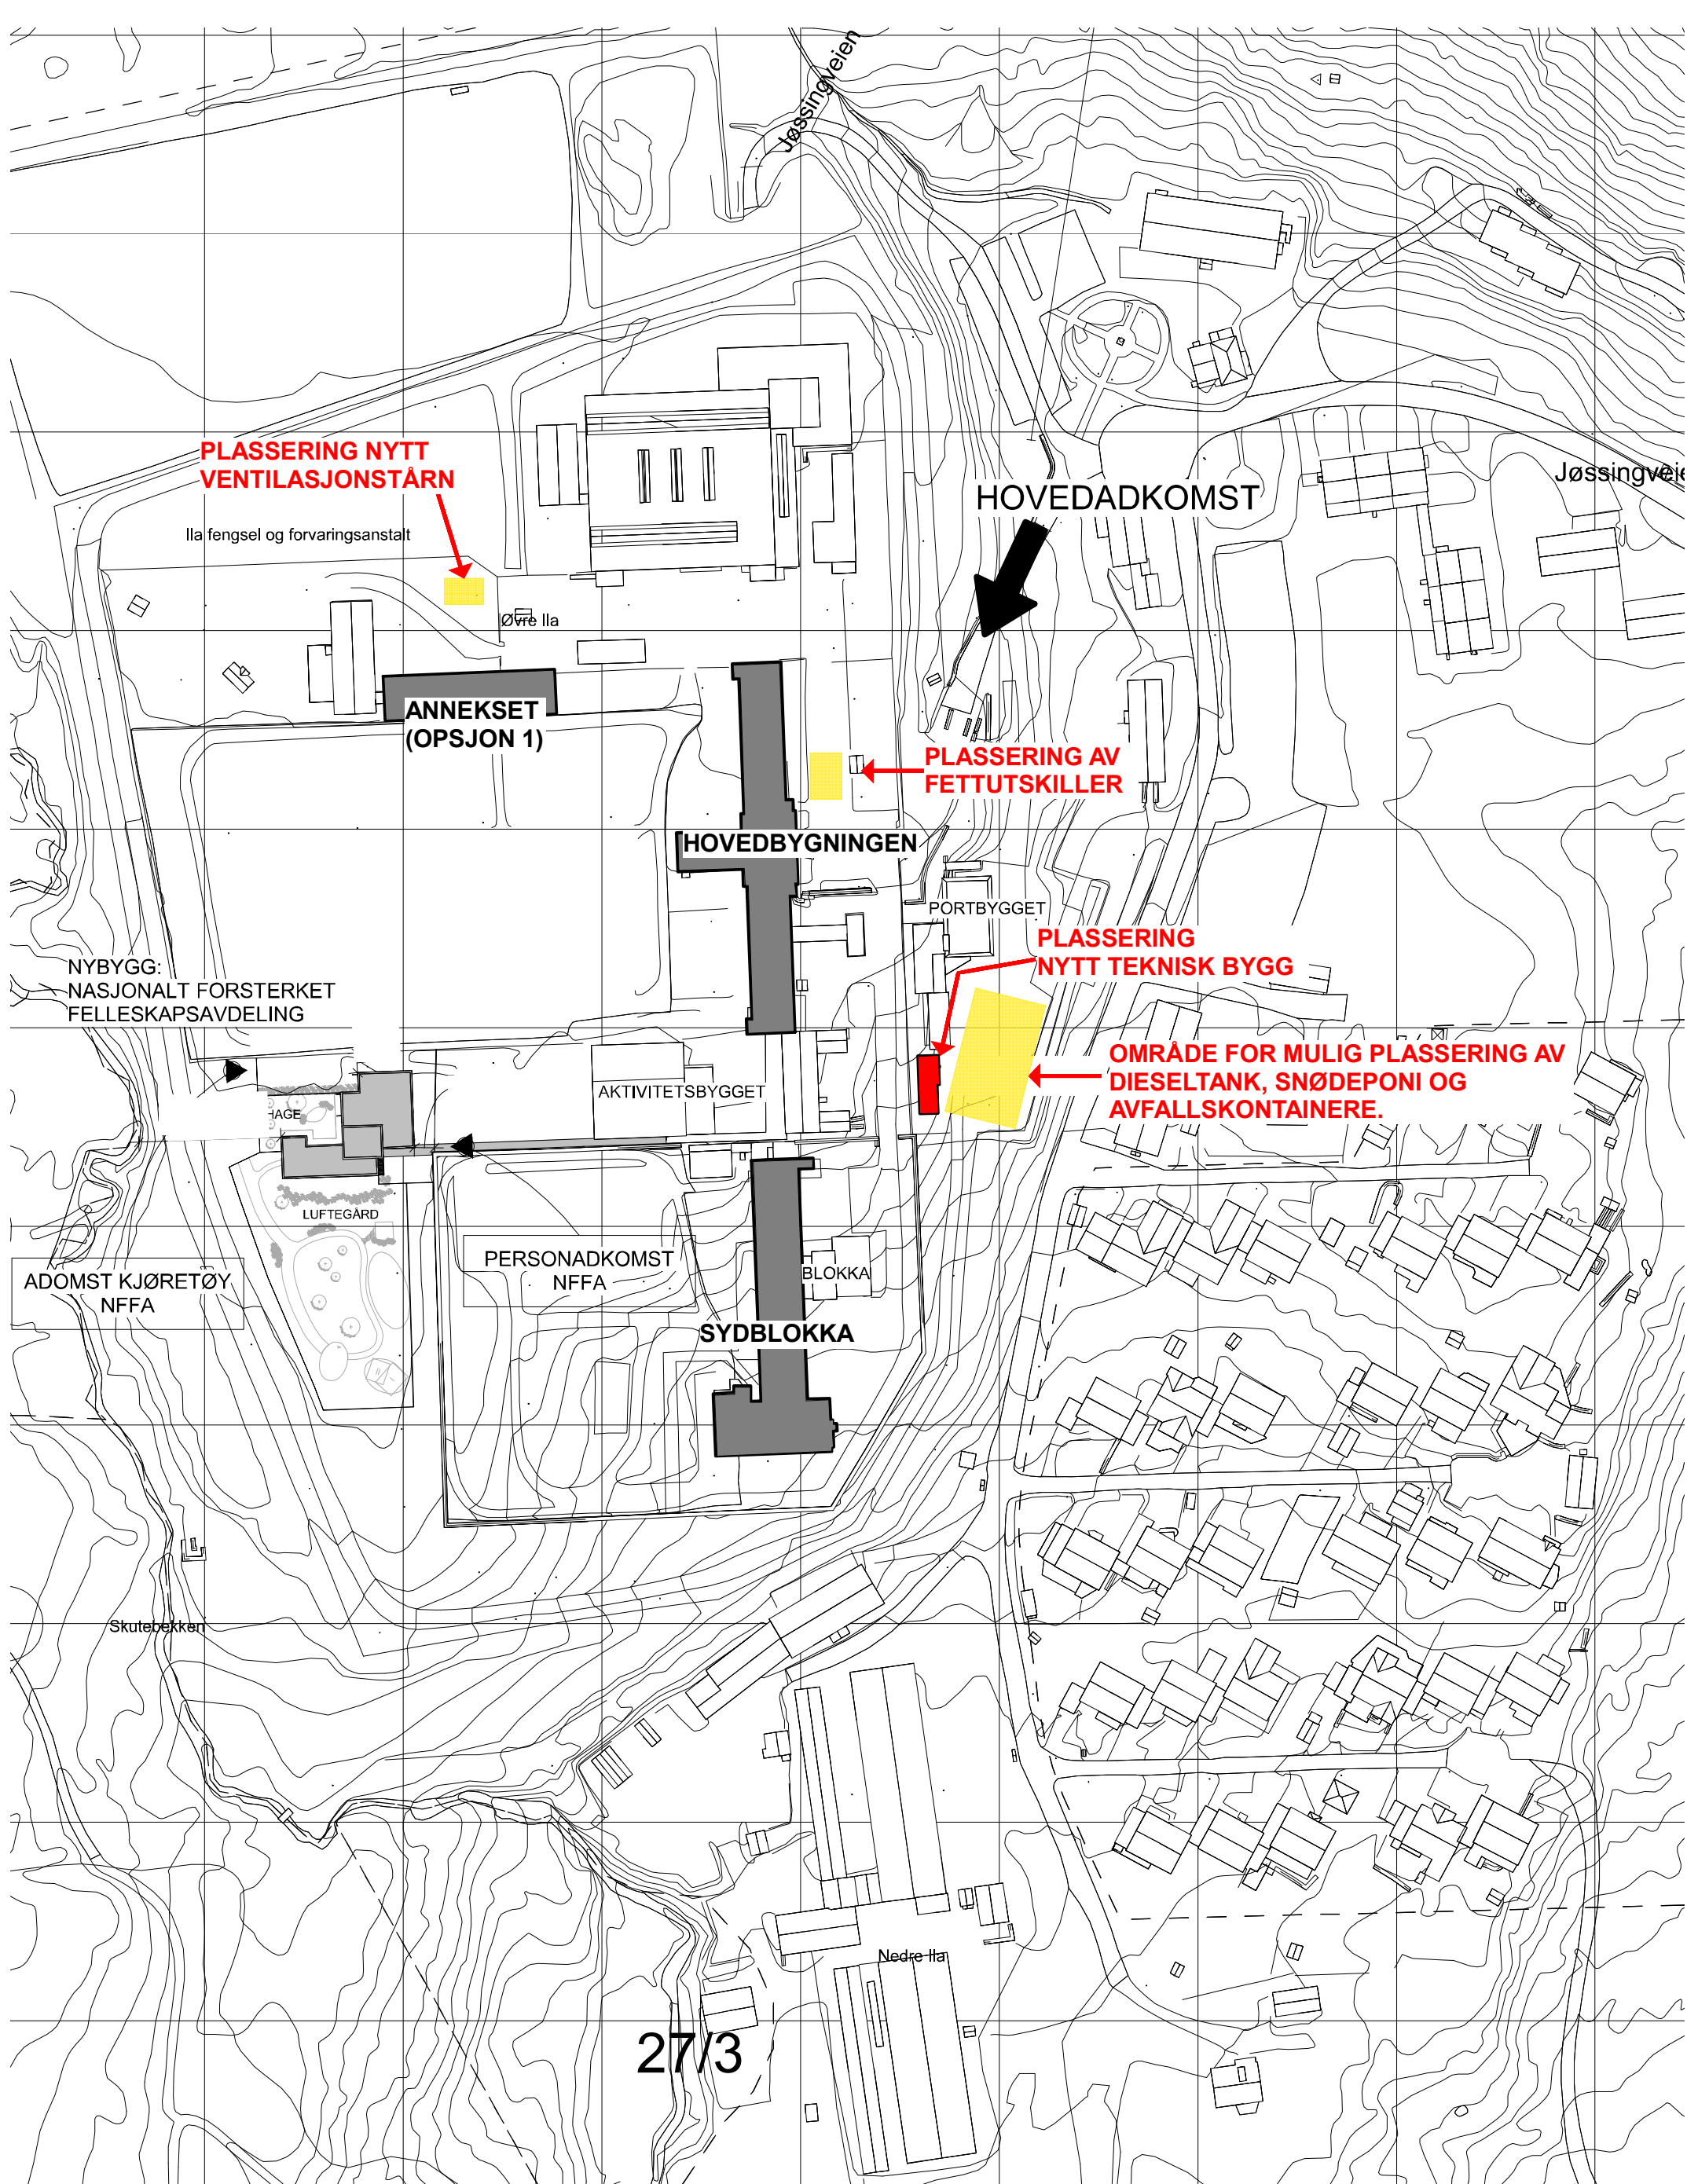 Jøssingveien
PLASSERING NYTT
VENTILASJONSTÅRN
Ila fengsel og forvaringsanstalt
Øvre Ila
HOVEDADKOMST
Jøssingveie
ANNEKSET
(OPSJON 1)
PLASSERING AV
FETTUTSKILLER
HOVEDBYGNINGEN
PORTBYGGET
PLASSERING
NYTT TEKNISK BYGG
NYBYGG:
NASJONALT FORSTERKET
FELLESKAPSAVDELING
OMRÅDE FOR MULIG PLASSERING AV
DIESELTANK, SNØDEPONI OG
AVFALLSKONTAINERE.
AKTIVITETSBYGGET
HAGE
LUFTEGÅRD
ADOMST KJØRETØY
NFFA
PERSONADKOMST
NFFA
BLOKKA
SYDBLOKKA
Skutebekken
Nedre Ila
27/3